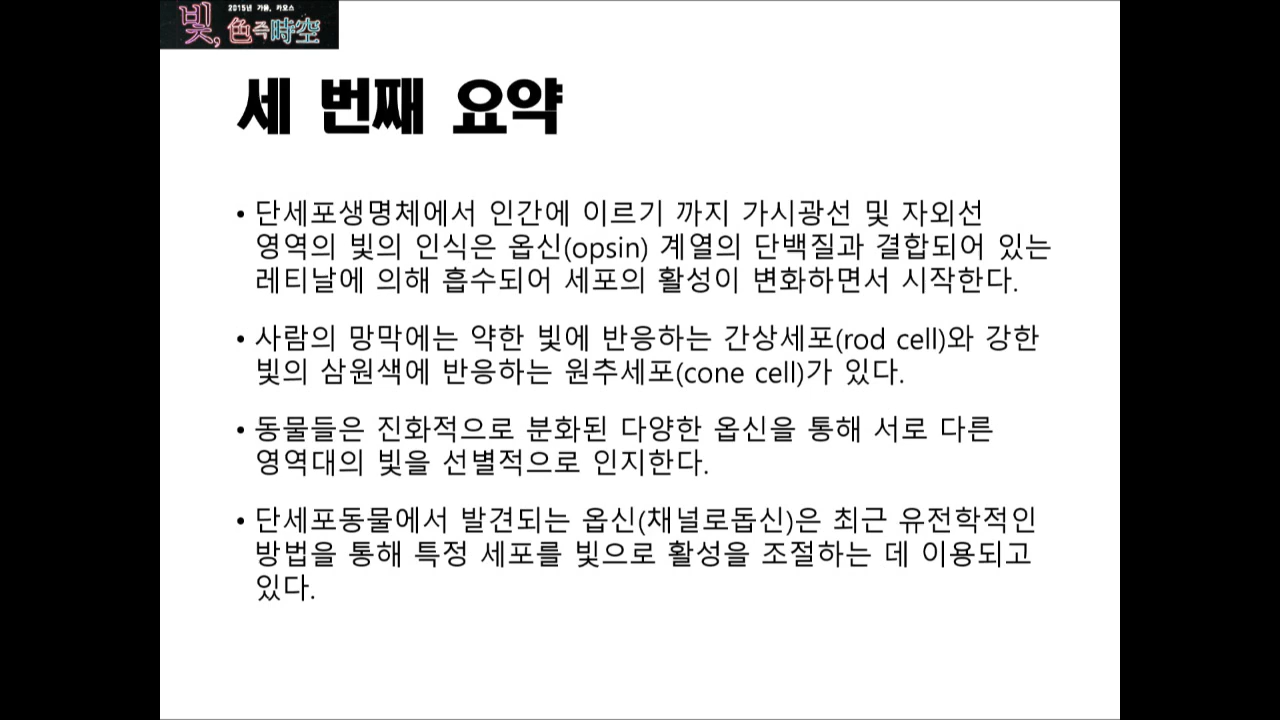 2015년 가을, 카오스
빛, 色즉時空
세 번째 요약
• 단세포생명체에서 인간에 이르기 까지 가시광선 및 자외선
영역의 빛의 인식은 옵신(opsin) 계열의 단백질과 결합되어 있는
레티날에 의해 흡수되어 세포의 활성이 변화하면서 시작한다.
• 사람의 망막에는 약한 빛에 반응하는 간상세포(rod cell)와 강한
빛의 삼원색에 반응하는 원추세포(cone cell)가 있다.
• 동물들은 진화적으로 분화된 다양한 옵신을 통해 서로 다른
영역대의 빛을 선별적으로 인지한다.
• 단세포동물에서 발견되는 옵신(채널로돕신)은 최근 유전학적인
방법을 통해 특정 세포를 빛으로 활성을 조절하는 데 이용되고
있다.